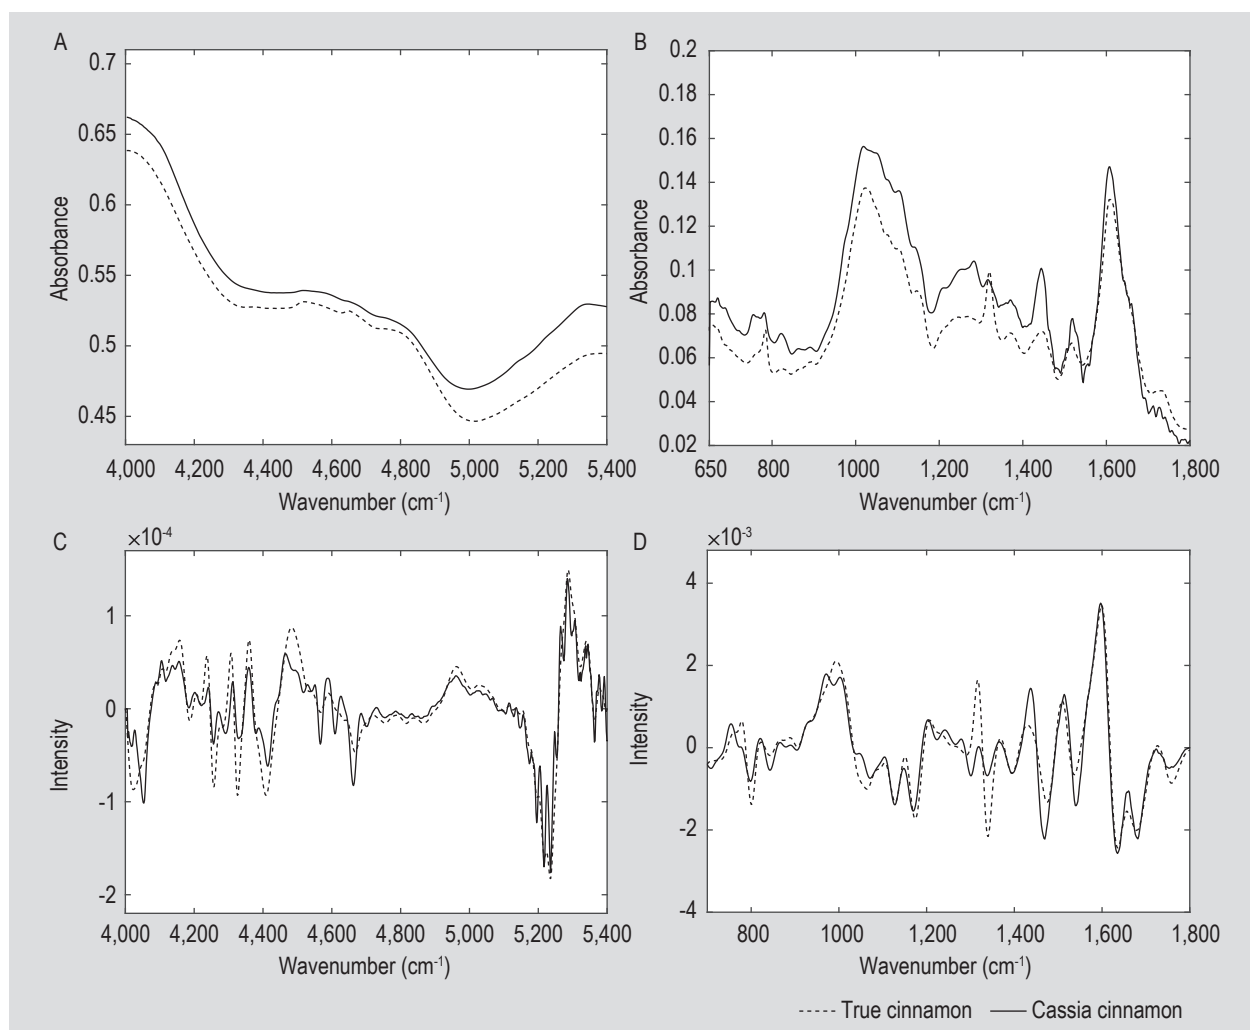 A
0.7
0.65
0.6
0.55
0.5
0.45
Absorbance
4,000 4,200 4,400 4,600 4,800 5,000 5,200 5,400
Wavenumber (cm-1)
B
0.2
0.18
0.16
0.14
0.12
0.1
0.08
0.06
0.04
0.02
Absorbance
650 800 1000 1,200 1,400 1,600 1,800
Wavenumber (cm-1)
C
×10-4
1
0
-1
-2
Intensity
4,000 4,200 4,400 4,600 4,800 5,000 5,200 5,400
Wavenumber (cm-1)
D
×10-3
4
2
0
-2
-4
Intensity
800 1000 1,200 1,400 1,600 1,800
Wavenumber (cm-1)
True cinnamon Cassia cinnamon